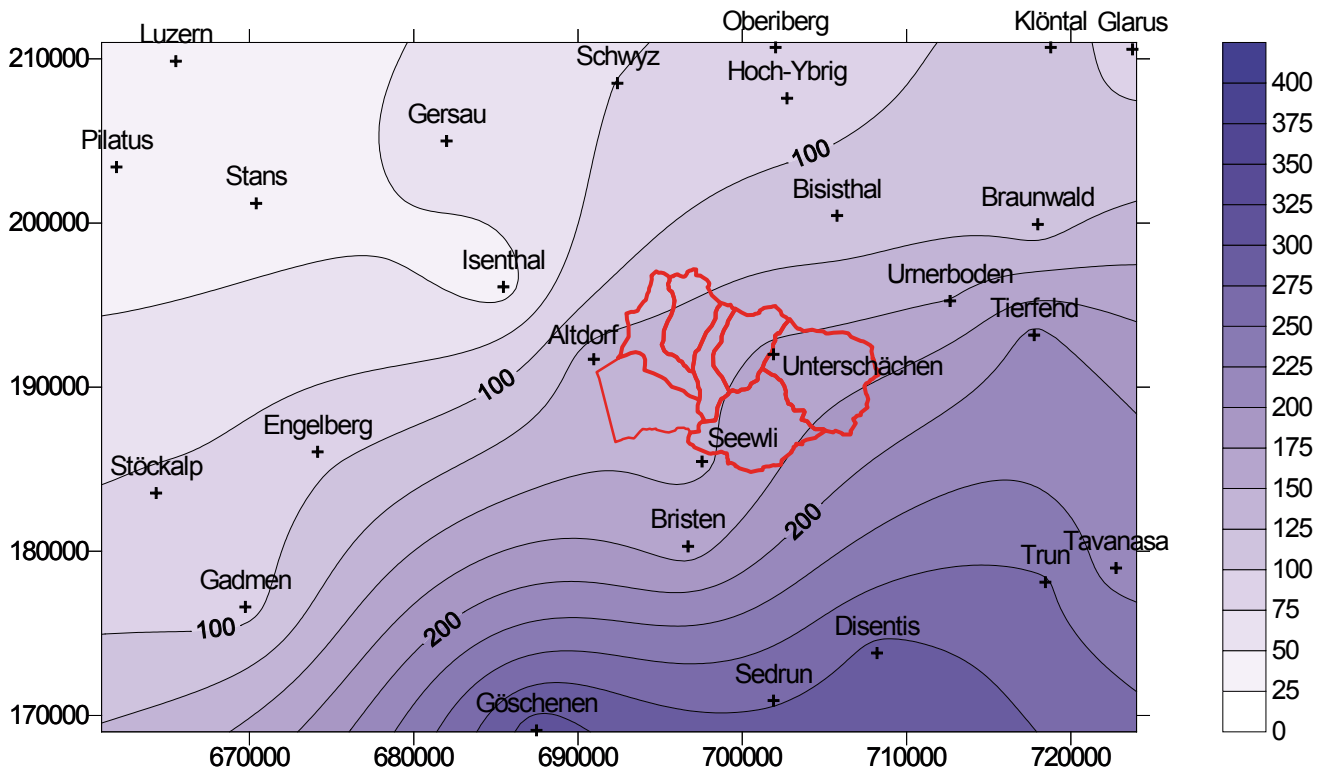 Luzern
Oberiberg
Klöntal
Glarus
210000
Schwyz
Hoch-Ybrig
Gersau
Pilatus
100
Stans
Bisisthal
Braunwald
200000
Isenthal
Urnerboden
Tierfehd
Altdorf
Unterschächen
190000
100
Engelberg
Seewli
Stöckalp
Bristen
200
180000
Tavanasa
Trun
Gadmen
100
200
Disentis
Sedrun
Göschenen
170000
670000 680000 690000 700000 710000 720000
400
375
350
325
300
275
250
225
200
175
150
125
100
75
50
25
0